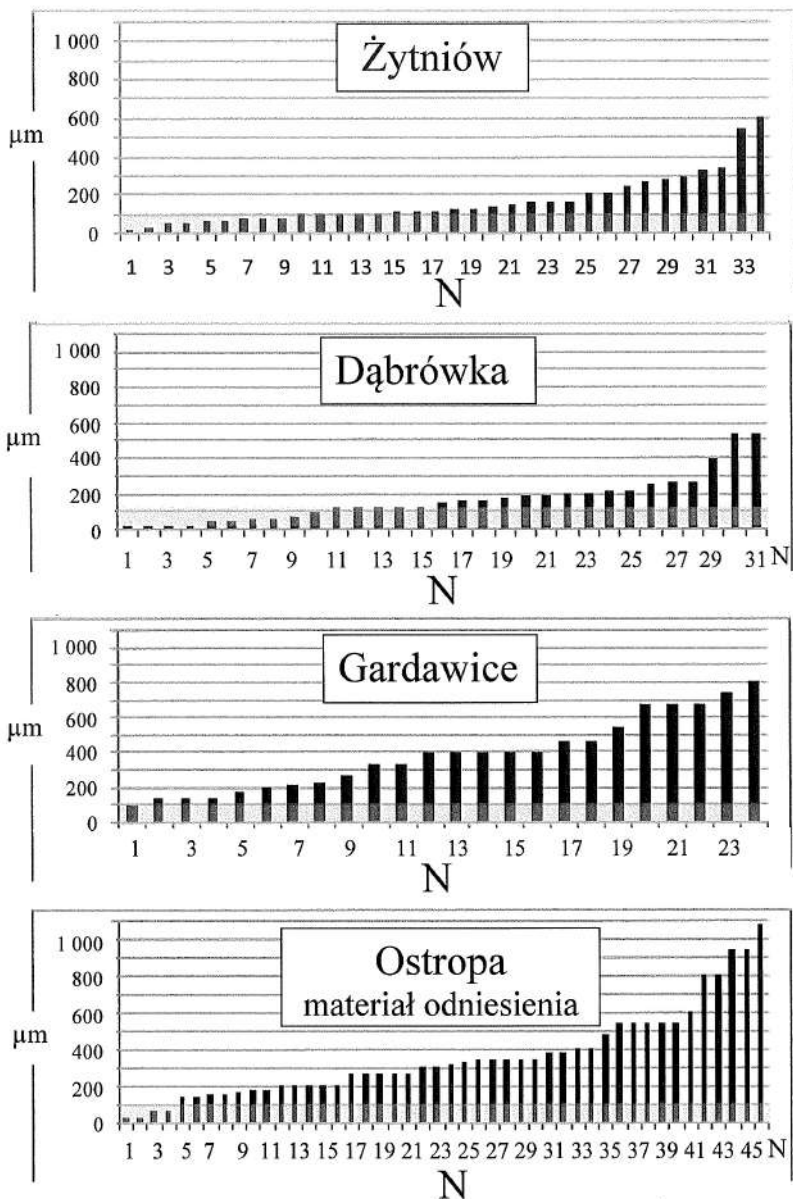 Żytniów
1 000
800
600
400
200
0
μm
1 3 5 7 9 11 13 15 17 19 21 23 25 27 29 31 33
N
Dąbrówka
1 000
800
600
400
200
0
μm
1 3 5 7 9 11 13 15 17 19 21 23 25 27 29 31 N
N
Gardawice
1 000
800
600
400
200
0
μm
1 3 5 7 9 11 13 15 17 19 21 23
N
Ostropa
materiał odniesienia
1 000
800
600
400
200
0
μm
1 3 5 7 9 11 13 15 17 19 21 23 25 27 29 31 33 35 37 39 41 43 45 N
N